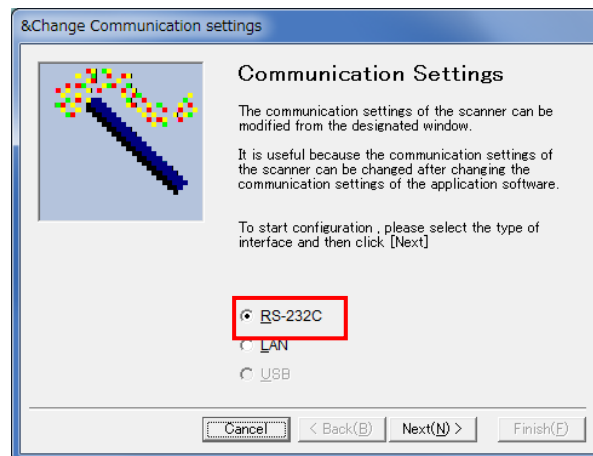 &Change Communication settings
Communication Settings
The communication settings of the scanner can be
modified from the designated window.
It is useful because the communication settings of
the scanner can be changed after changing the
communication settings of the application software.
To start configuration , please select the type of
interface and then click [Next]
RS-232C
LAN
USB
Cancel < Back(B) Next(N) > Finish(F)